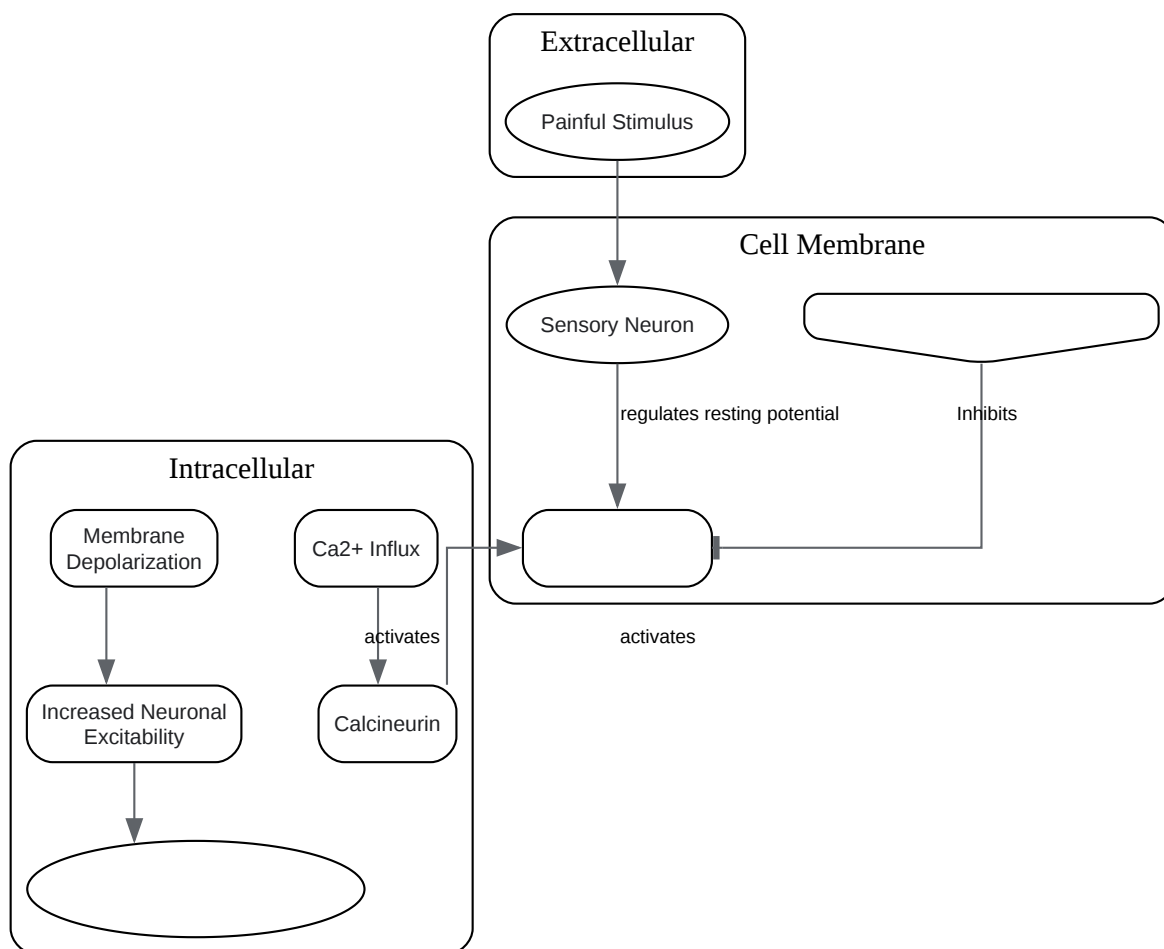 Extracellular
Painful Stimulus
Cell Membrane
Sensory Neuron
regulates resting potential
Inhibits
Intracellular
Membrane
Depolarization
Ca2+ Influx
activates
activates
Increased Neuronal
Excitability
Calcineurin